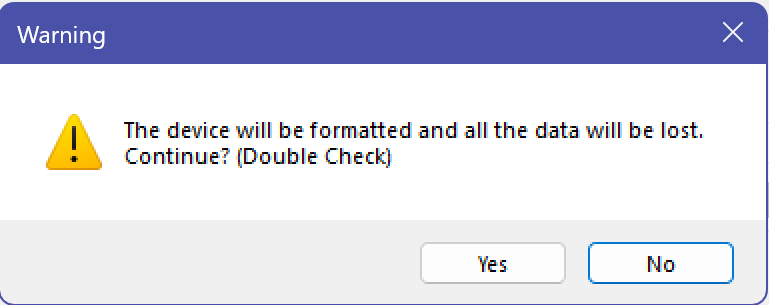 Warning
The device will be formatted and all the data will be lost.
Continue? (Double Check)
Yes No